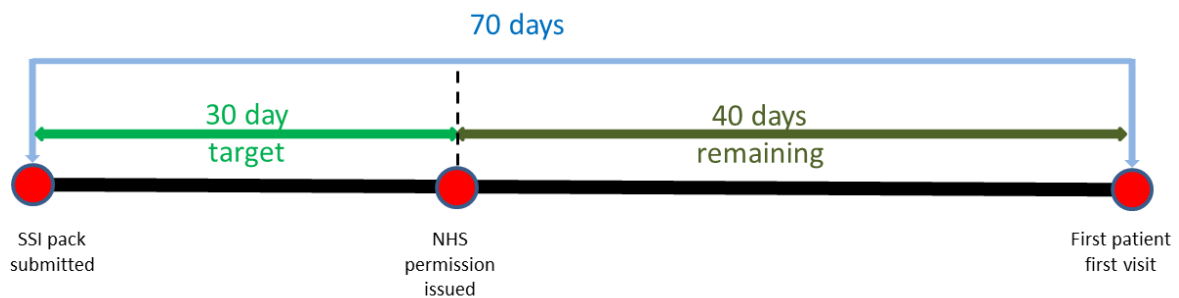 70 days
30 day
target
40 days
remaining
SSI pack
submitted
NHS
permission
issued
First patient
first visit